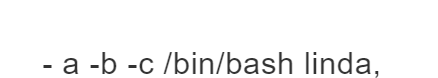 - a -b -c /bin/bash linda,